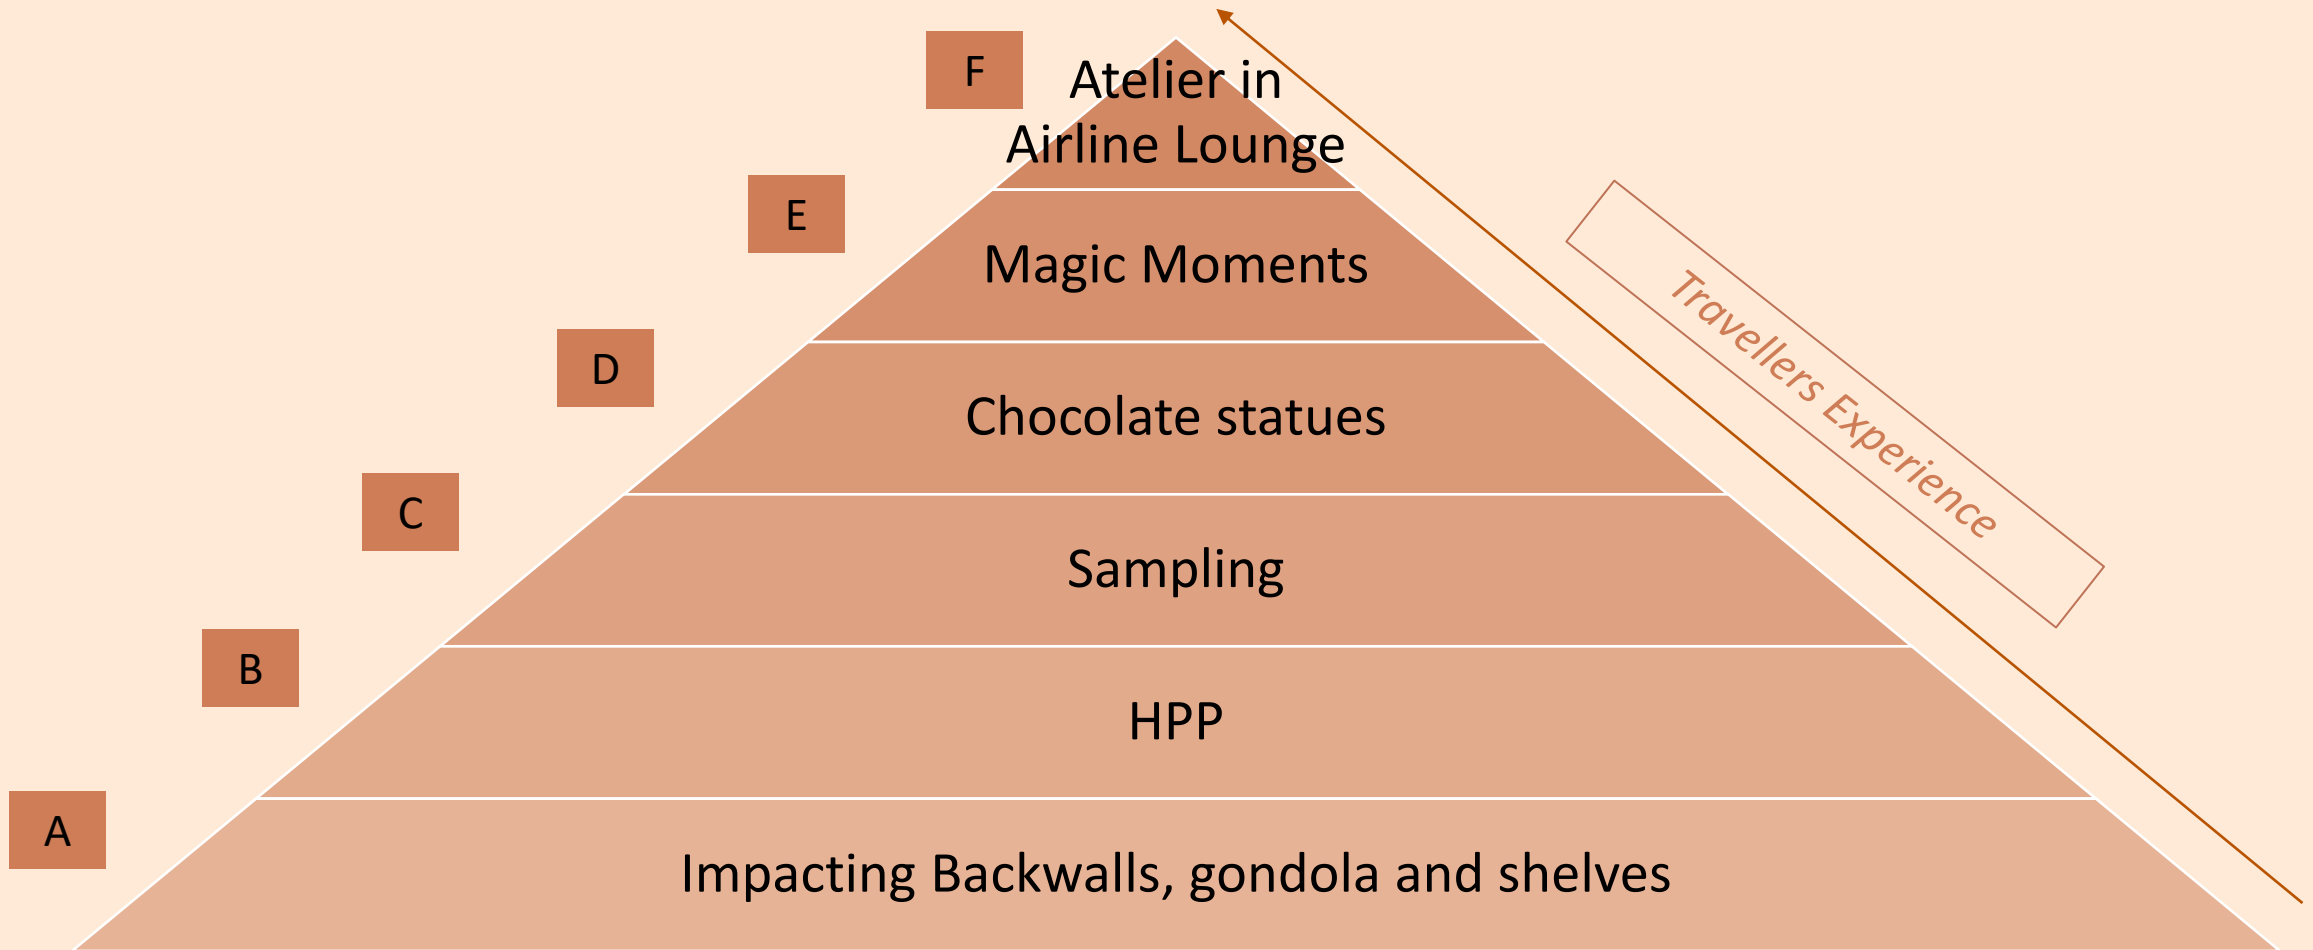 F
Atelier in
Airline Lounge
E
Magic Moments
Travellers Experience
D
Chocolate statues
C
Sampling
B
HPP
A
Impacting Backwalls, gondola and shelves